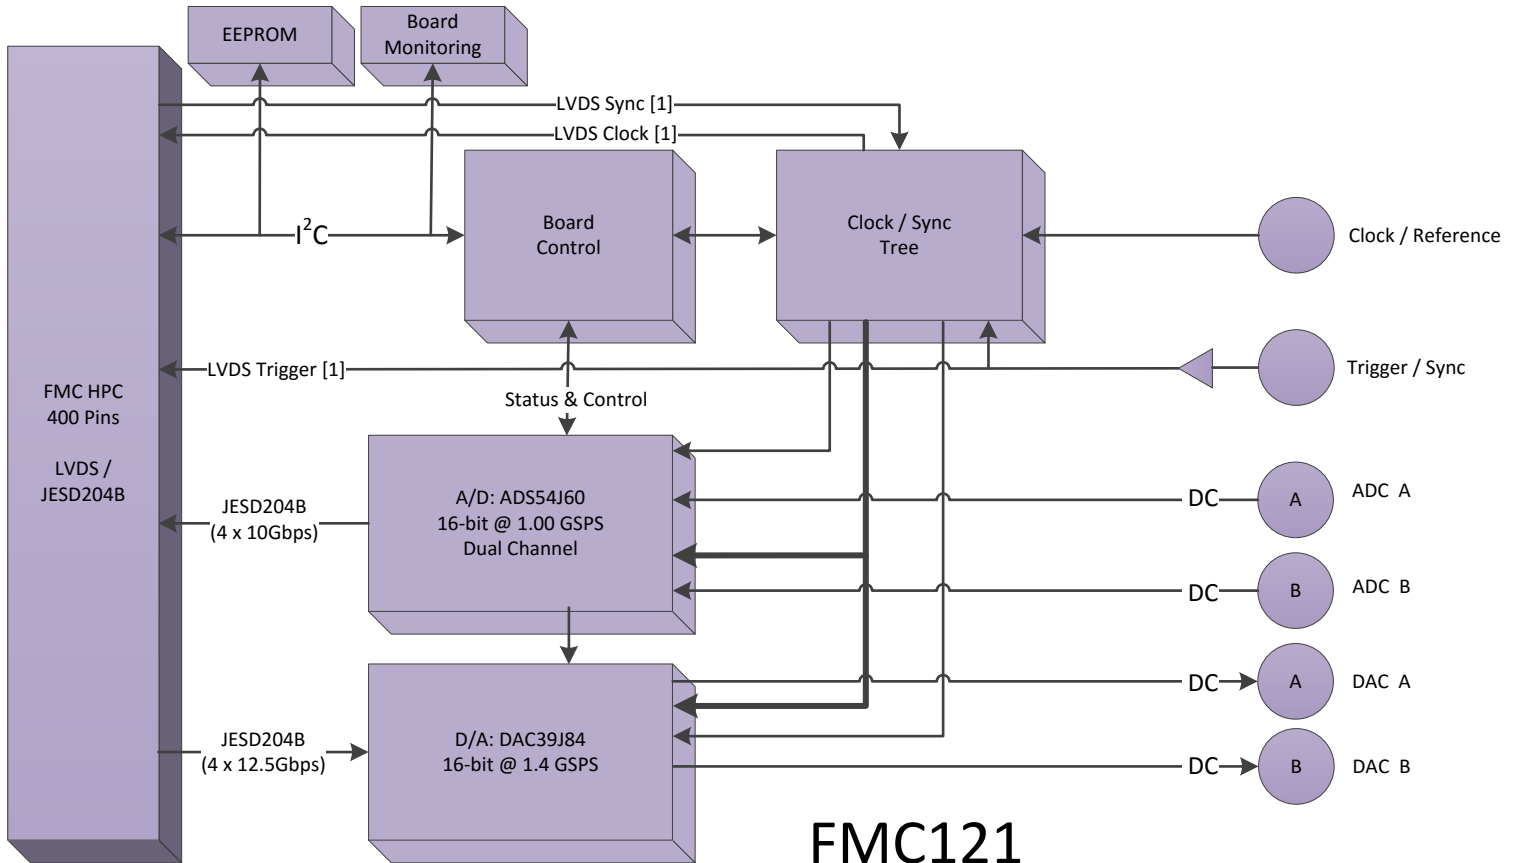 EEPROM
Board
Monitoring
LVDS Sync [1]
LVDS Clock [1]
I²C
Board
Control
Clock / Sync
Tree
Clock / Reference
LVDS Trigger [1]
Trigger / Sync
FMC HPC
400 Pins
LVDS /
JESD204B
Status & Control
JESD204B
(4 x 10Gbps)
A/D: ADS54J60
16-bit @ 1.00 GSPS
Dual Channel
DC
A
ADC A
DC
B
ADC B
DC
A
DAC A
JESD204B
(4 x 12.5Gbps)
D/A: DAC39J84
16-bit @ 1.4 GSPS
DC
B
DAC B
FMC121